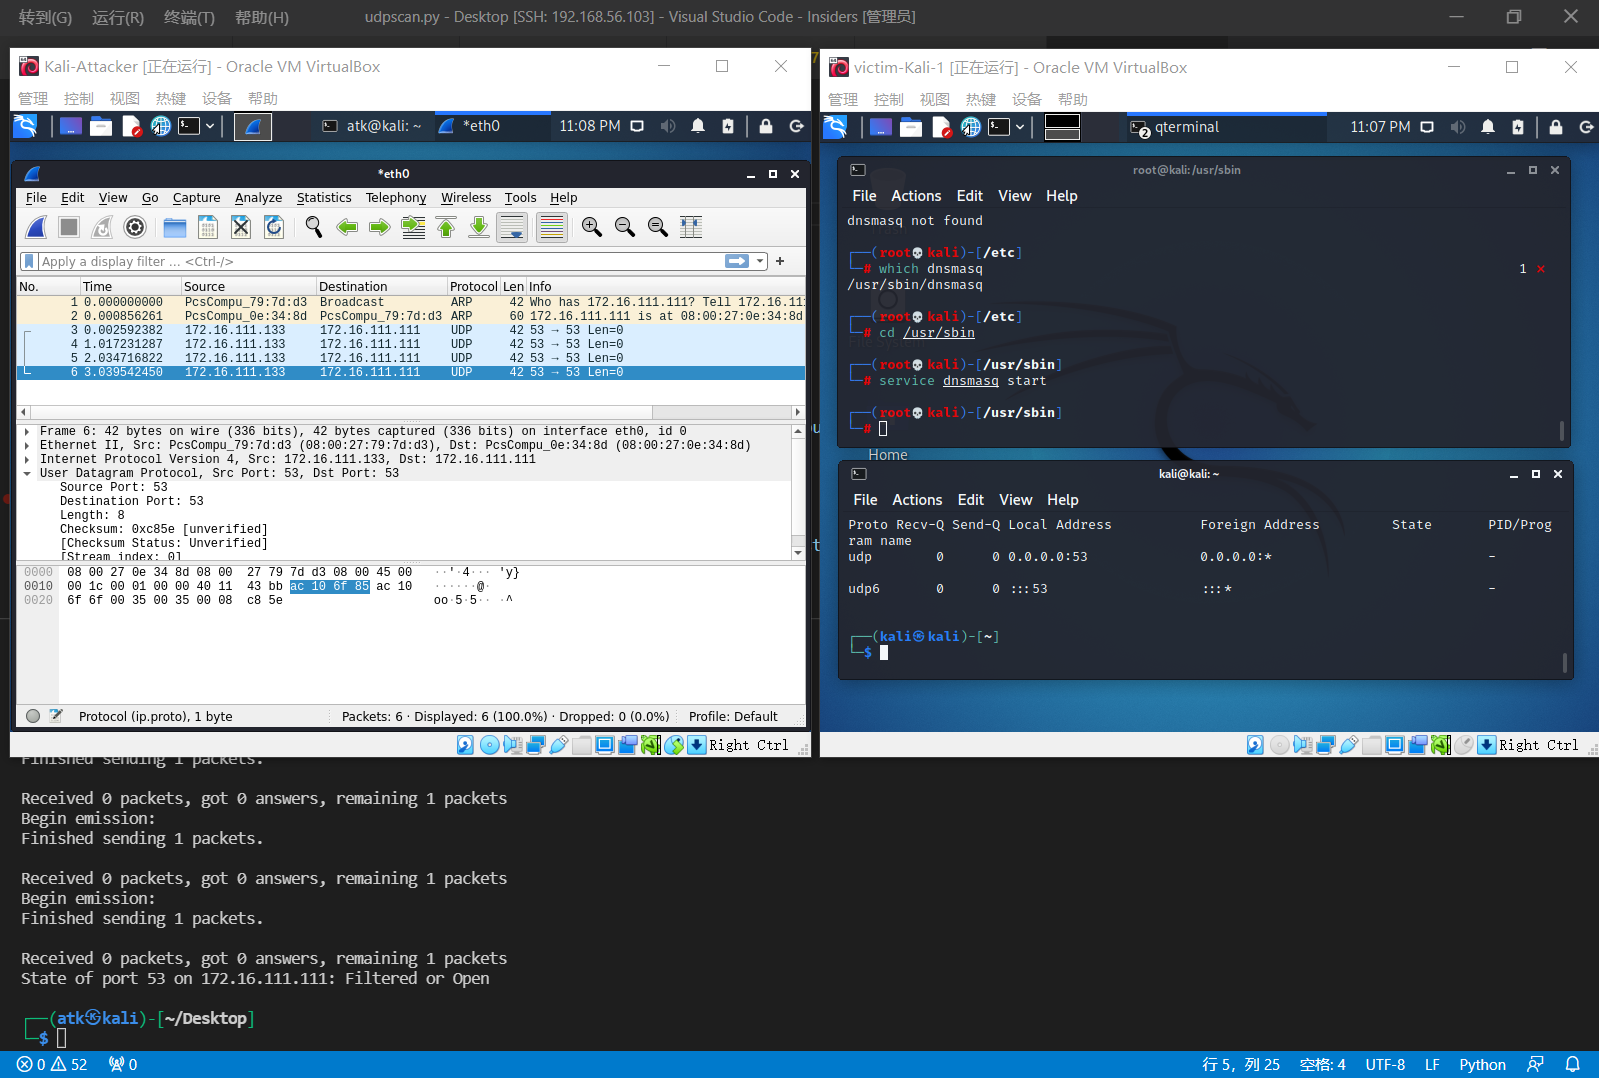 转到(G) 运行(R) 终端(T) 帮助(H) udpscan.py - Desktop [SSH: 192.168.56.103] - Visual Studio Code - Insiders [管理员]
Kali-Attacker [正在运行] - Oracle VM VirtualBox
管理 控制 视图 热键 设备 帮助
atk@kali: ~ *eth0 11:08 PM
*eth0
File Edit View Go Capture Analyze Statistics Telephony Wireless Tools Help
Apply a display filter ... <Ctrl-/>
No. Time Source Destination Protocol Len Info
1 0.000000000 PcsCompu_79:7d:d3 Broadcast ARP 42 Who has 172.16.111.111? Tell 172.16.11
2 0.000856261 PcsCompu_0e:34:8d PcsCompu_79:7d:d3 ARP 60 172.16.111.111 is at 08:00:27:0e:34:8d
3 0.002592382 172.16.111.133 172.16.111.111 UDP 42 53 → 53 Len=0
4 1.017231287 172.16.111.133 172.16.111.111 UDP 42 53 → 53 Len=0
5 2.034716822 172.16.111.133 172.16.111.111 UDP 42 53 → 53 Len=0
6 3.039542450 172.16.111.133 172.16.111.111 UDP 42 53 → 53 Len=0
Frame 6: 42 bytes on wire (336 bits), 42 bytes captured (336 bits) on interface eth0, id 0
Ethernet II, Src: PcsCompu_79:7d:d3 (08:00:27:79:7d:d3), Dst: PcsCompu_0e:34:8d (08:00:27:0e:34:8d)
Internet Protocol Version 4, Src: 172.16.111.133, Dst: 172.16.111.111
User Datagram Protocol, Src Port: 53, Dst Port: 53
Source Port: 53
Destination Port: 53
Length: 8
Checksum: 0xc85e [unverified]
[Checksum Status: Unverified]
[Stream index: 0]
0000 08 00 27 0e 34 8d 08 00 27 79 7d d3 08 00 45 00 ··'·4··· 'y}
0010 00 1c 00 01 00 00 40 11 43 bb ac 10 6f 85 ac 10 ······@·
0020 6f 6f 00 35 00 35 00 08 c8 5e oo·5·5·· ·^
Protocol (ip.proto), 1 byte Packets: 6 · Displayed: 6 (100.0%) · Dropped: 0 (0.0%) Profile: Default
Right Ctrl
victim-Kali-1 [正在运行] - Oracle VM VirtualBox
管理 控制 视图 热键 设备 帮助
2 qterminal 11:07 PM
root@kali: /usr/sbin
File Actions Edit View Help
dnsmasq not found
┌──(root💀kali)-[/etc]
└─# which dnsmasq 1 ⨯
/usr/sbin/dnsmasq
┌──(root💀kali)-[/etc]
└─# cd /usr/sbin
┌──(root💀kali)-[/usr/sbin]
└─# service dnsmasq start
┌──(root💀kali)-[/usr/sbin]
└─#
Home
kali@kali: ~
File Actions Edit View Help
Proto Recv-Q Send-Q Local Address Foreign Address State PID/Prog
ram name
udp 0 0 0.0.0.0:53 0.0.0.0:* -
udp6 0 0 :::53 :::* -
┌──(kali㉿kali)-[~]
└─$
Right Ctrl
Finished sending 1 packets.
Received 0 packets, got 0 answers, remaining 1 packets
Begin emission:
Finished sending 1 packets.
Received 0 packets, got 0 answers, remaining 1 packets
Begin emission:
Finished sending 1 packets.
Received 0 packets, got 0 answers, remaining 1 packets
State of port 53 on 172.16.111.111: Filtered or Open
┌──(atk㉿kali)-[~/Desktop]
└─$
0 52 0 行 5, 列 25 空格: 4 UTF-8 LF Python